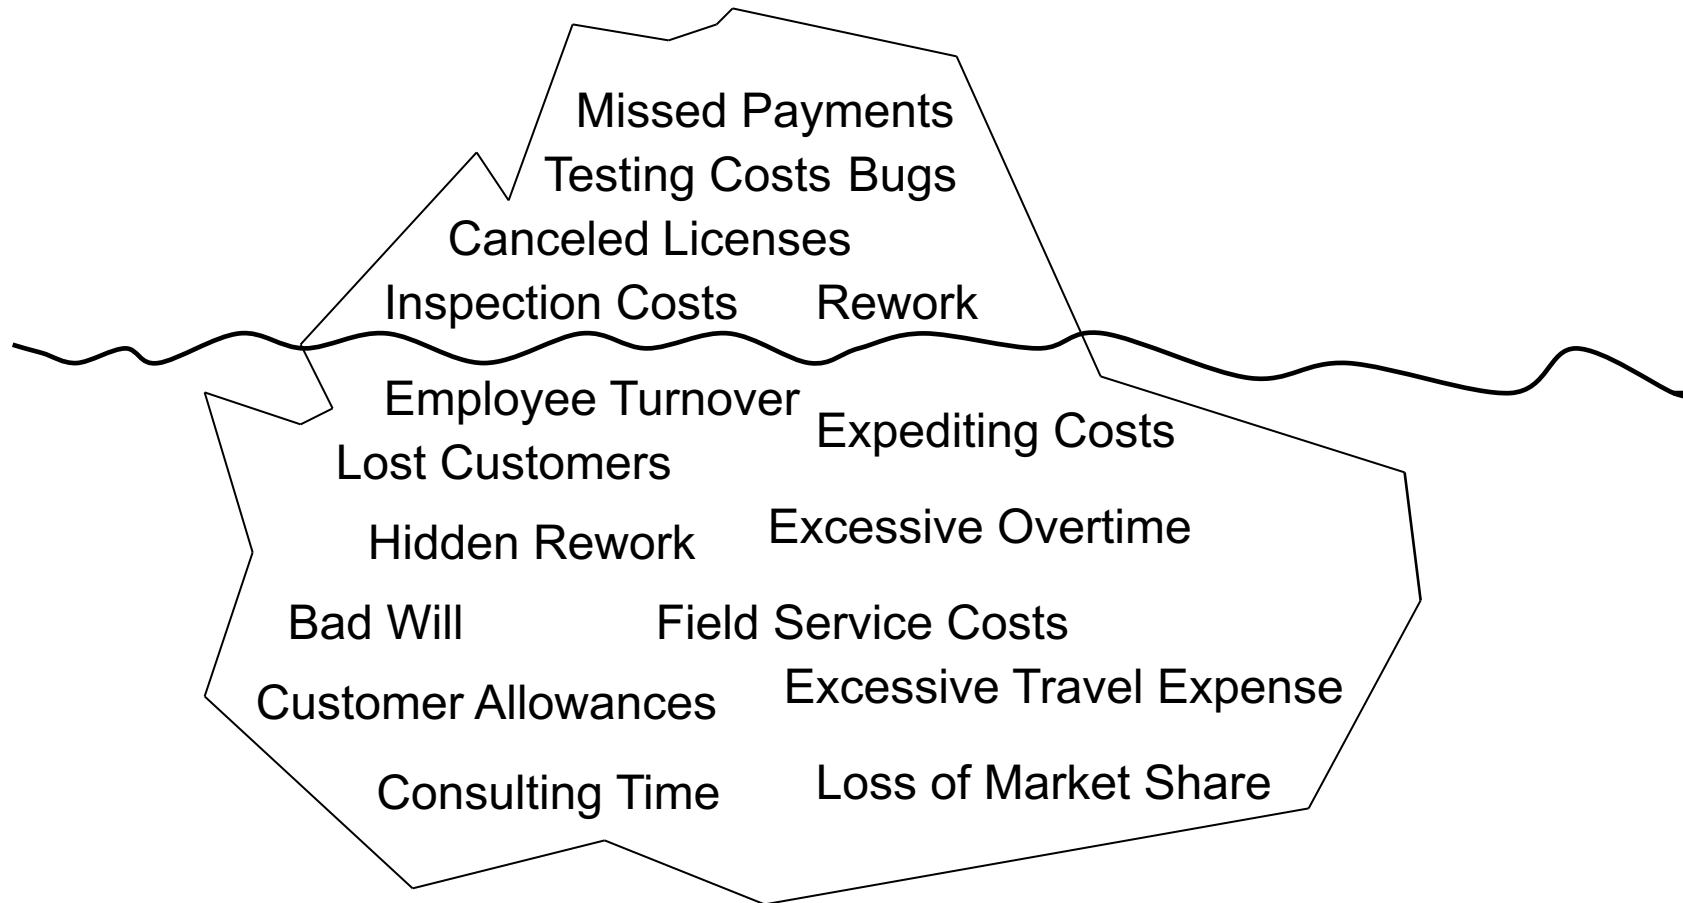 Missed Payments
Testing Costs Bugs
Canceled Licenses
Inspection Costs Rework
Employee Turnover
Expediting Costs
Lost Customers
Excessive Overtime
Hidden Rework
Bad Will Field Service Costs
Excessive Travel Expense
Customer Allowances
Loss of Market Share
Consulting Time